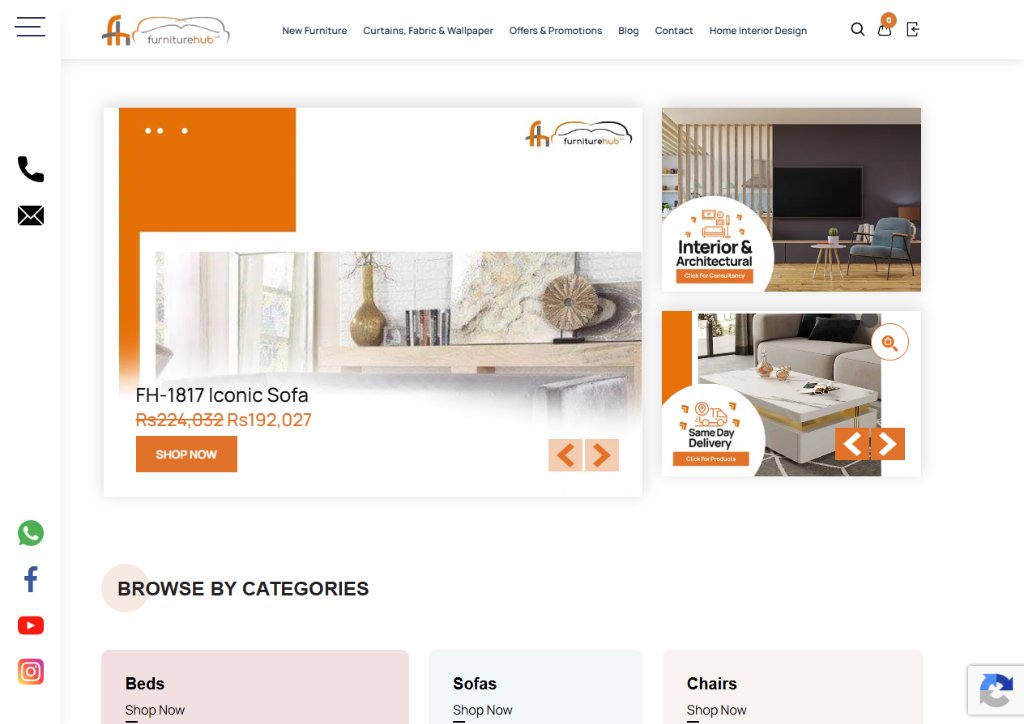 furniturehub
New Furniture
Curtains, Fabric & Wallpaper
Offers & Promotions
Blog
Contact
Home Interior Design
0
furniturehub
FH-1817 Iconic Sofa
Rs224,032 Rs192,027
SHOP NOW
Interior &
Architectural
Click For Consultancy
Same Day
Delivery
Click For Products
BROWSE BY CATEGORIES
Beds
Shop Now
Sofas
Shop Now
Chairs
Shop Now